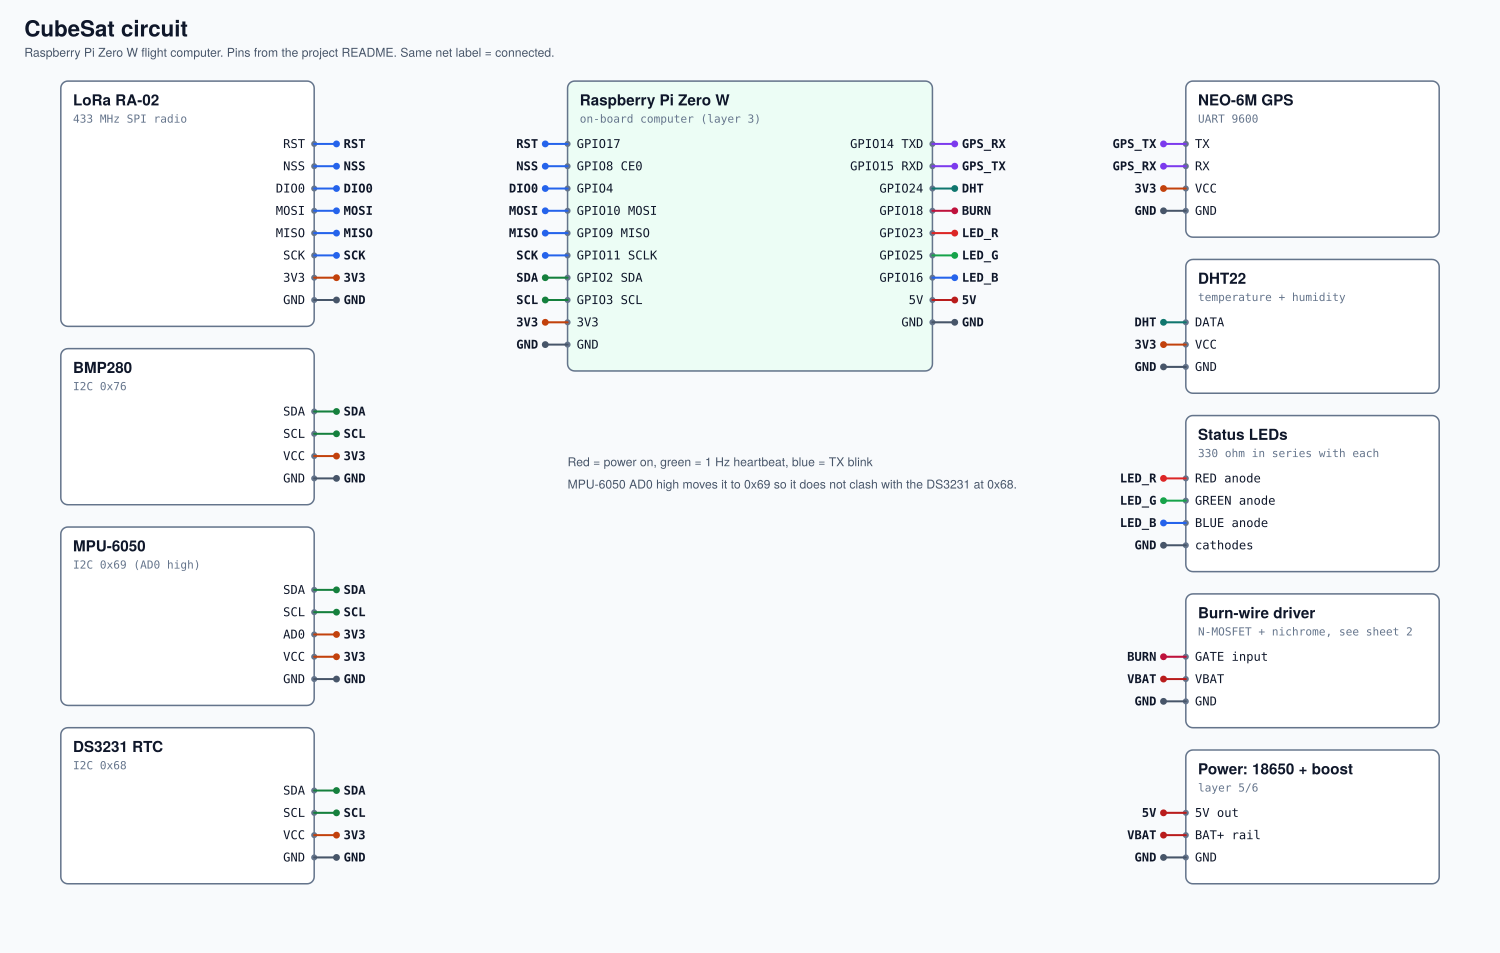 CubeSat circuit
Raspberry Pi Zero W flight computer. Pins from the project README. Same net label = connected.
LoRa RA-02
433 MHz SPI radio
RST RST
NSS NSS
DIO0 DIO0
MOSI MOSI
MISO MISO
SCK SCK
3V3 3V3
GND GND
BMP280
I2C 0x76
SDA SDA
SCL SCL
VCC 3V3
GND GND
MPU-6050
I2C 0x69 (AD0 high)
SDA SDA
SCL SCL
AD0 3V3
VCC 3V3
GND GND
DS3231 RTC
I2C 0x68
SDA SDA
SCL SCL
VCC 3V3
GND GND
Raspberry Pi Zero W
on-board computer (layer 3)
RST GPIO17 GPIO14 TXD GPS_RX
NSS GPIO8 CE0 GPIO15 RXD GPS_TX
DIO0 GPIO4 GPIO24 DHT
MOSI GPIO10 MOSI GPIO18 BURN
MISO GPIO9 MISO GPIO23 LED_R
SCK GPIO11 SCLK GPIO25 LED_G
SDA GPIO2 SDA GPIO16 LED_B
SCL GPIO3 SCL 5V 5V
3V3 3V3 GND GND
GND GND
Red = power on, green = 1 Hz heartbeat, blue = TX blink
MPU-6050 AD0 high moves it to 0x69 so it does not clash with the DS3231 at 0x68.
NEO-6M GPS
UART 9600
GPS_TX TX
GPS_RX RX
3V3 VCC
GND GND
DHT22
temperature + humidity
DHT DATA
3V3 VCC
GND GND
Status LEDs
330 ohm in series with each
LED_R RED anode
LED_G GREEN anode
LED_B BLUE anode
GND cathodes
Burn-wire driver
N-MOSFET + nichrome, see sheet 2
BURN GATE input
VBAT VBAT
GND GND
Power: 18650 + boost
layer 5/6
5V 5V out
VBAT BAT+ rail
GND GND